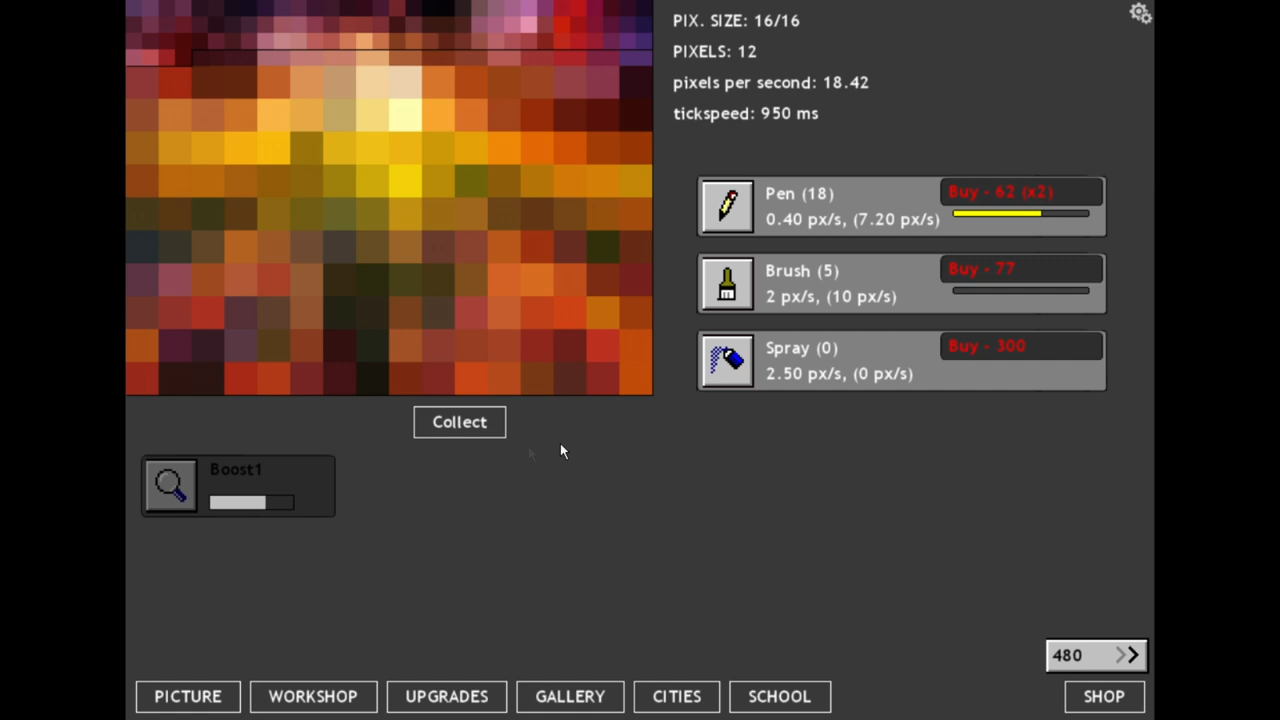 PIX. SIZE: 16/16
PIXELS: 12
pixels per second: 18.42
tickspeed: 950 ms
Pen (18)
Buy - 62 (x2)
0.40 px/s, (7.20 px/s)
Brush (5)
Buy - 77
2 px/s, (10 px/s)
Spray (0)
Buy - 300
2.50 px/s, (0 px/s)
Collect
Boost1
480
PICTURE
WORKSHOP
UPGRADES
GALLERY
CITIES
SCHOOL
SHOP